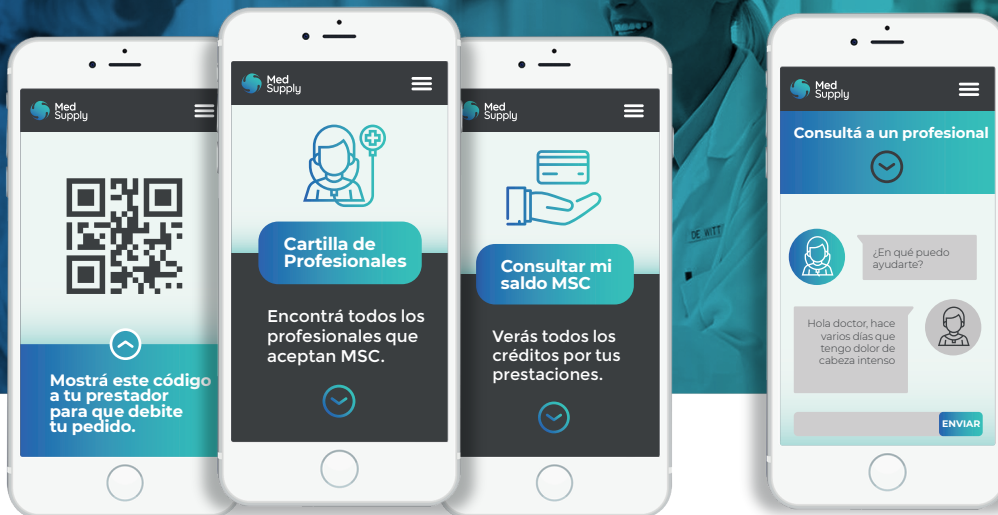 Med
Supply
Mostrá este código
a tu prestador
para que debite
tu pedido.
Med
Supply
Cartilla de
Profesionales
Encontrá todos los
profesionales que
aceptan MSC.
Med
Supply
Consultar mi
saldo MSC
Verás todos los
créditos por tus
prestaciones.
DE WITT
Med
Supply
Consultá a un profesional
¿En qué puedo
ayudarte?
Hola doctor, hace
varios días que
tengo dolor de
cabeza intenso
ENVIAR